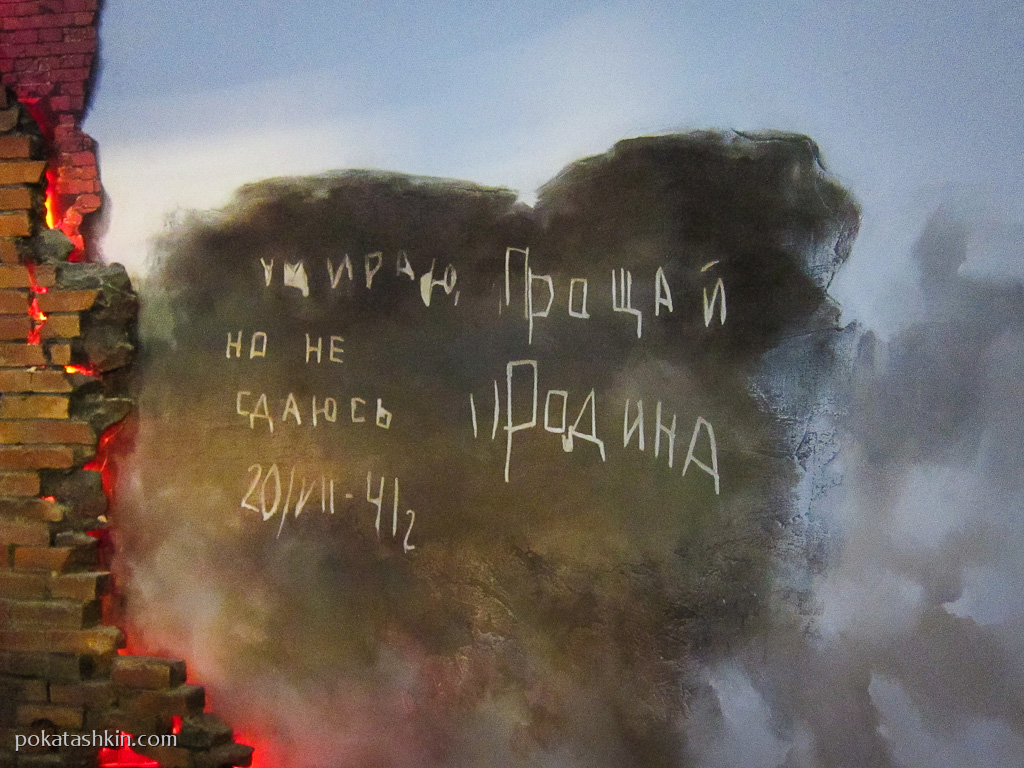 умираю, Прощай
но не
сдаюсь Родина
20/VII-41г
pokatashkin.com